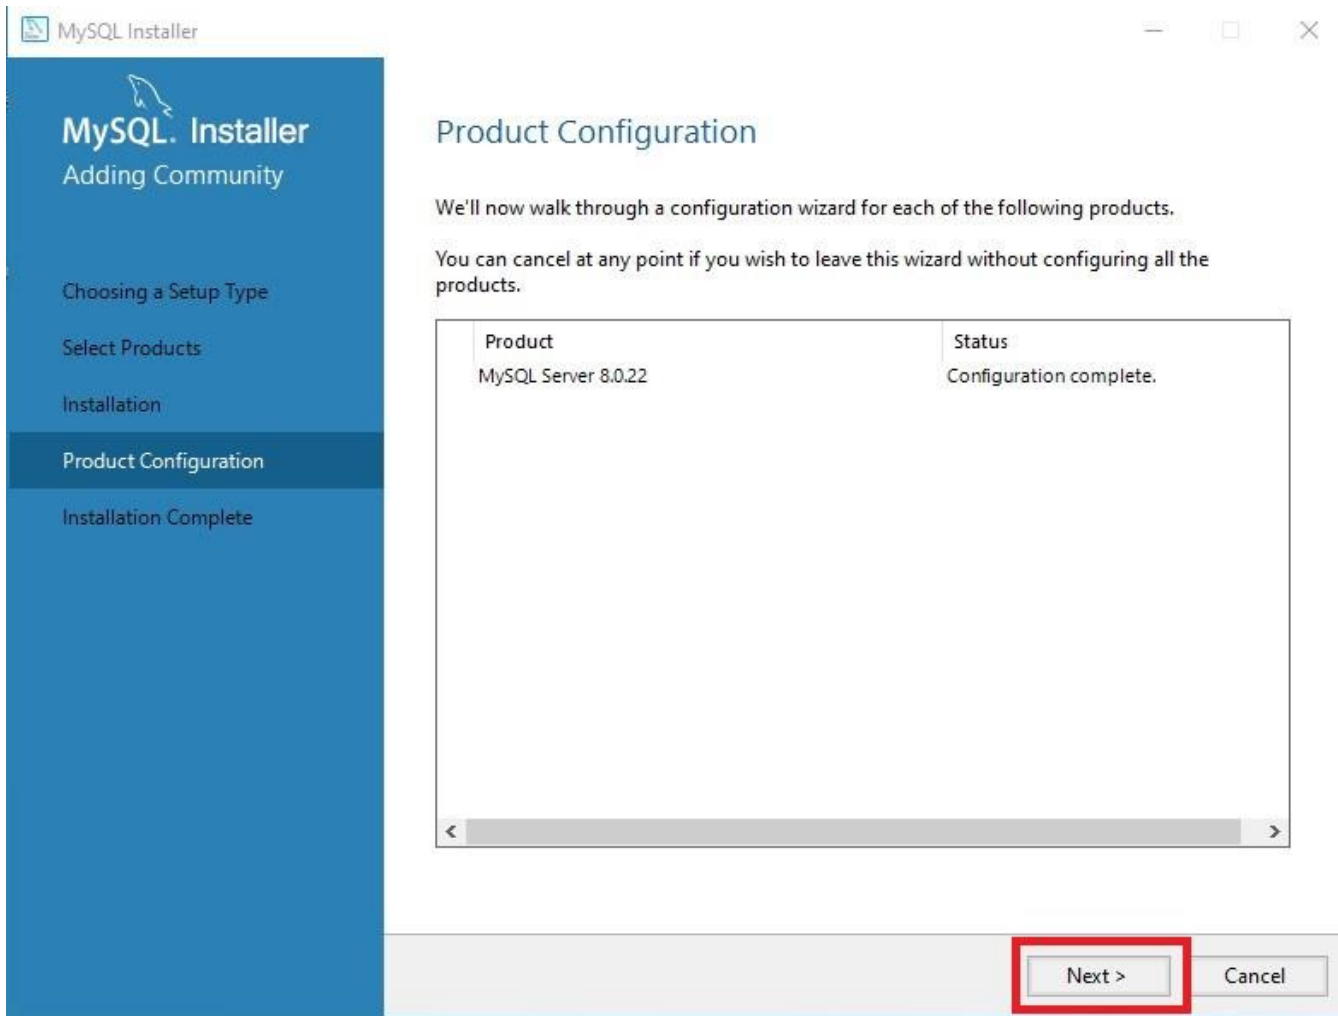 MySQL Installer
MySQL. Installer
Adding Community
Choosing a Setup Type
Select Products
Installation
Product Configuration
Installation Complete
Product Configuration
We'll now walk through a configuration wizard for each of the following products.
You can cancel at any point if you wish to leave this wizard without configuring all the
products.
Product Status
MySQL Server 8.0.22 Configuration complete.
Next > Cancel